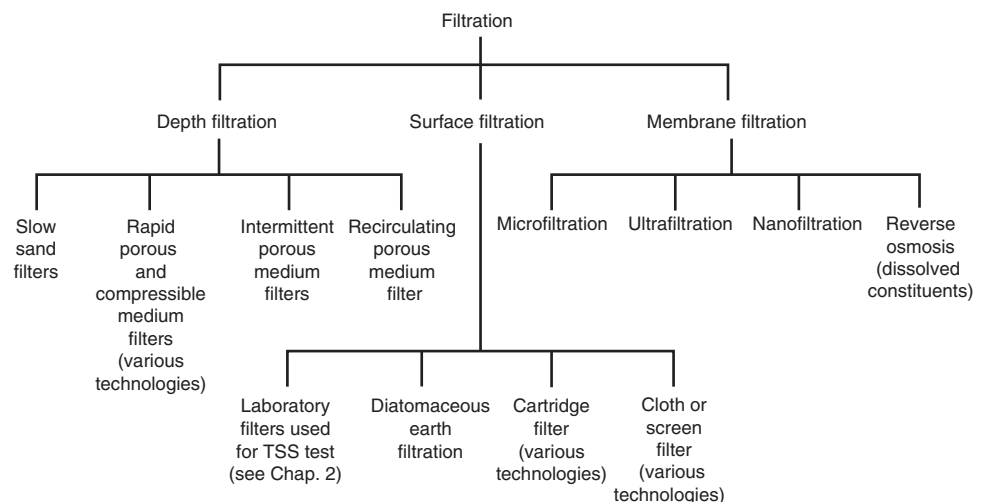 Filtration
Depth filtration
Surface filtration
Membrane filtration
Slow
sand
filters
Rapid
porous
and
compressible
medium
filters
(various
technologies)
Intermittent
porous
medium
filters
Recirculating
porous
medium
filter
Microfiltration
Ultrafiltration
Nanofiltration
Reverse
osmosis
(dissolved
constituents)
Laboratory
filters used
for TSS test
(see Chap. 2)
Diatomaceous
earth
filtration
Cartridge
filter
(various
technologies)
Cloth or
screen
filter
(various
technologies)